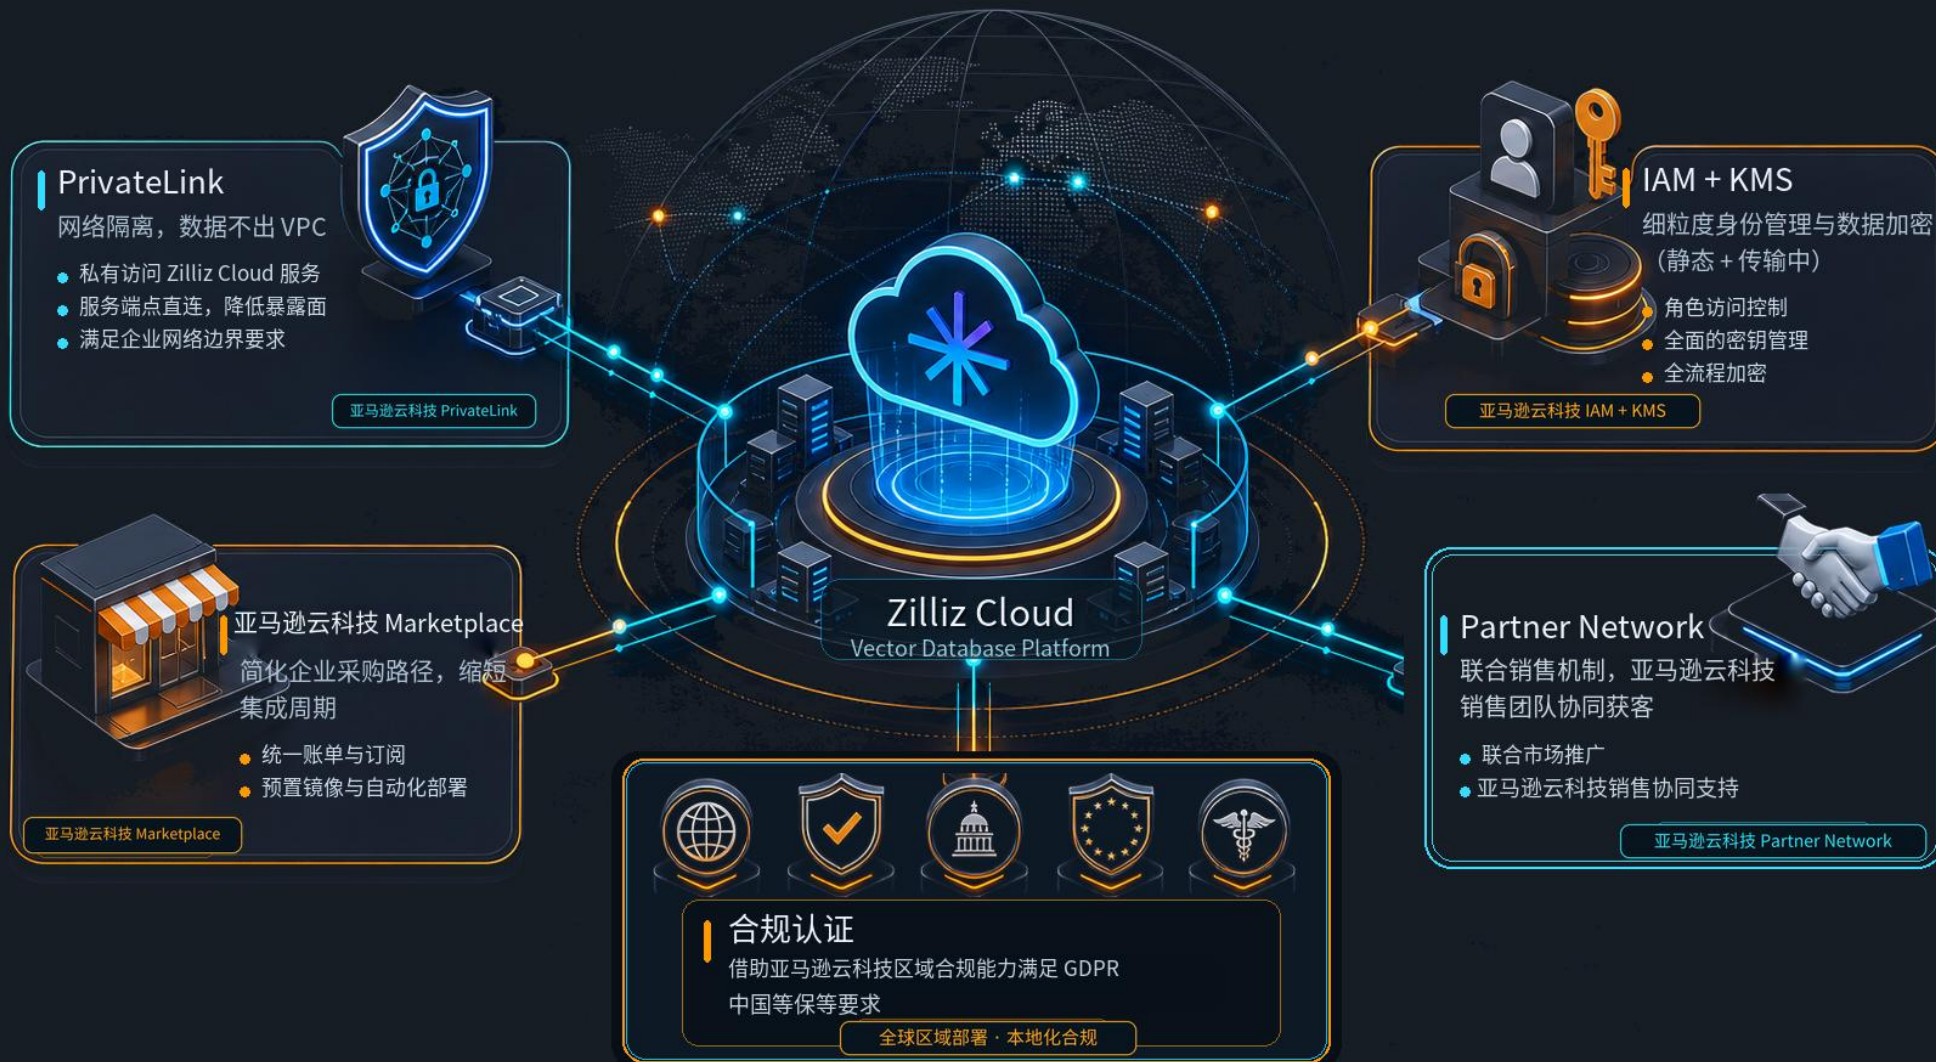 PrivateLink
网络隔离，数据不出 VPC
私有访问 Zilliz Cloud 服务
服务端点直连，降低暴露面
满足企业网络边界要求
亚马逊云科技 PrivateLink
IAM + KMS
细粒度身份管理与数据加密
（静态 + 传输中）
角色访问控制
全面的密钥管理
全流程加密
亚马逊云科技 IAM + KMS
Zilliz Cloud
Vector Database Platform
亚马逊云科技 Marketplace
简化企业采购路径，缩短
集成周期
统一账单与订阅
预置镜像与自动化部署
亚马逊云科技 Marketplace
Partner Network
联合销售机制，亚马逊云科技
销售团队协同获客
联合市场推广
亚马逊云科技销售协同支持
亚马逊云科技 Partner Network
合规认证
借助亚马逊云科技区域合规能力满足 GDPR
中国等保等要求
全球区域部署 · 本地化合规